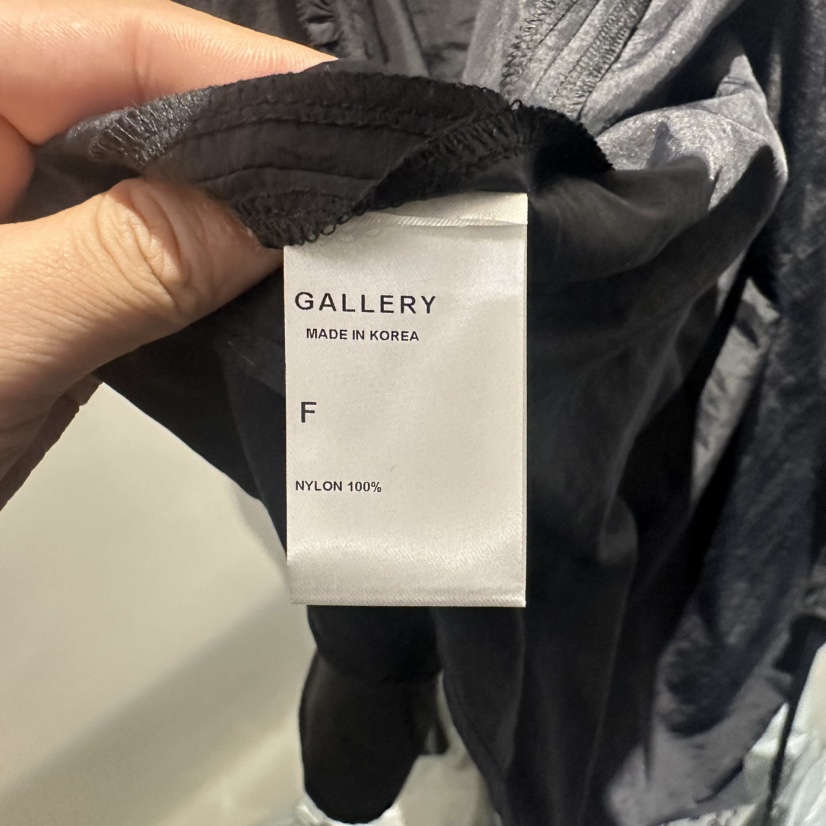 GALLERY
MADE IN KOREA
F
NYLON 100%